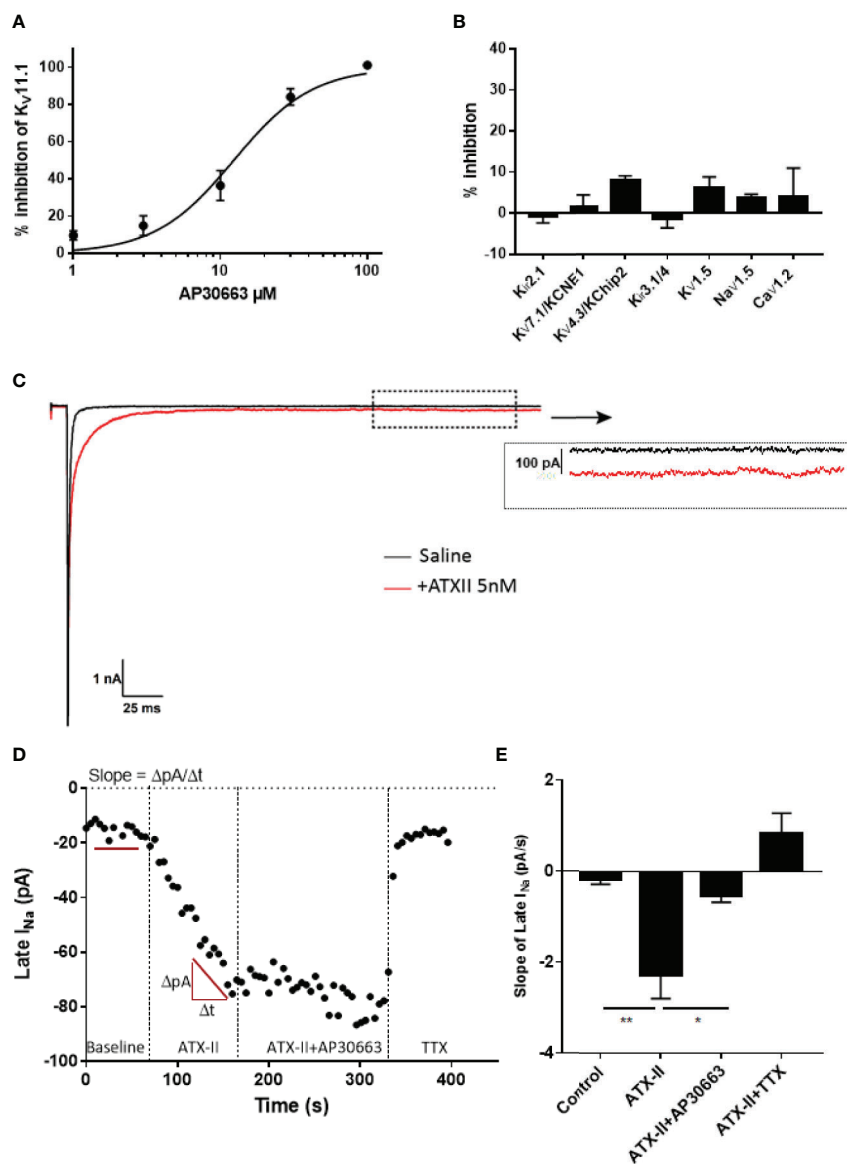 A
% inhibition of KV11.1
100
80
60
40
20
0
1
10
100
AP30663 µM
B
% inhibition
40
30
20
10
0
-10
Kir2.1
KV7.1/KCNE1
KV4.3/KChip2
Kir3.1/4
KV1.5
NaV1.5
CaV1.2
C
100 pA
Saline
+ATXII 5nM
1 nA
25 ms
D
Slope = ΔpA/Δt
Late INa (pA)
0
-20
-40
-60
-80
-100
ΔpA
Δt
Baseline
ATX-II
ATX-II+AP30663
TTX
0
100
200
300
400
Time (s)
E
Slope of Late INa (pA/s)
2
0
-2
-4
**
*
Control
ATX-II
ATX-II+AP30663
ATX-II+TTX